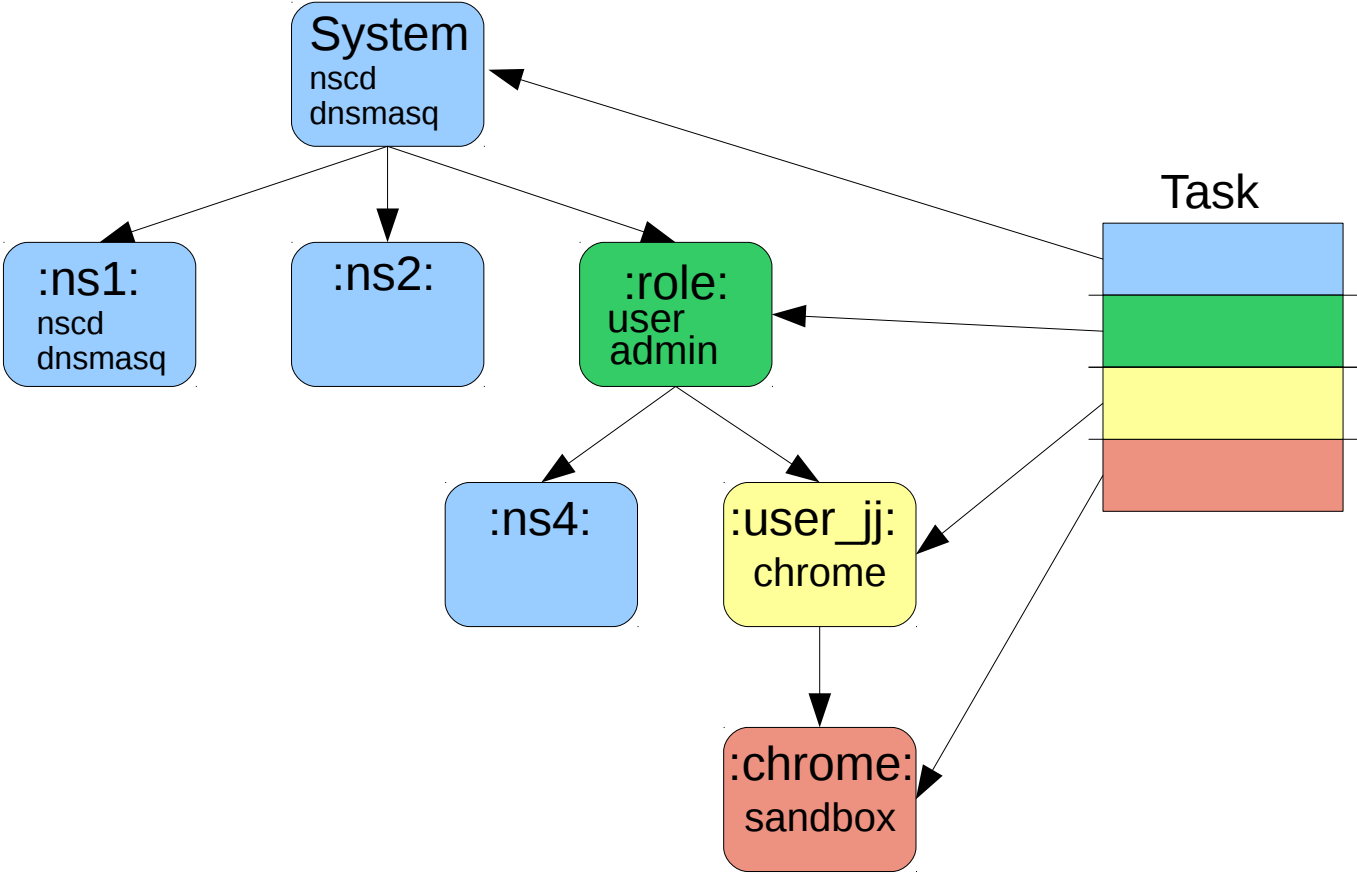 System
nscd
dnsmasq
Task
:ns1:
nscd
dnsmasq
:ns2:
:role:
user
admin
:ns4:
:user_jj:
chrome
:chrome:
sandbox